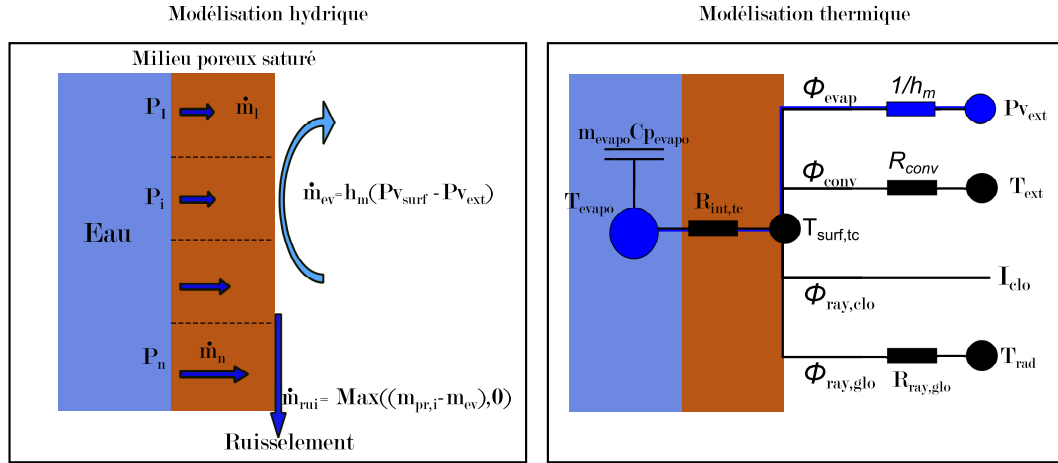 Modélisation hydrique
Milieu poreux saturé
P1
ṁ1
Pi
ṁev=hm(Pvsurf -Pvext)
Eau
Pn
ṁn
ṁrui= Max((mpr,i-mev),0)
Ruisselement
Modélisation thermique
Φevap
1/hm
Pvext
mevapoCpevapo
Φconv
Rconv
Text
Tevapo
Rint,tc
Tsurf,tc
Φray,clo
Iclo
Φray,glo
Rray,glo
Trad